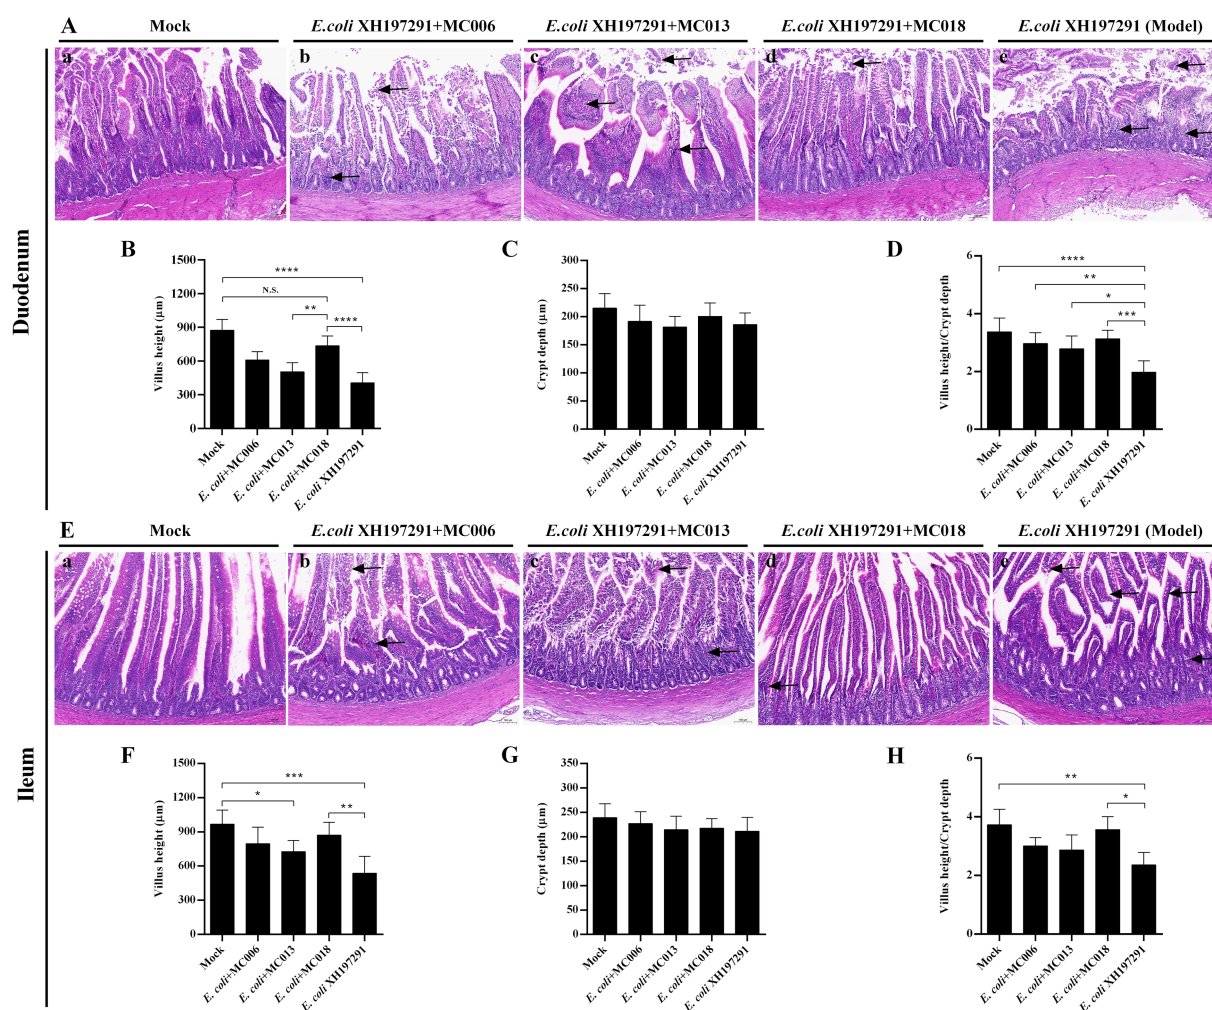 A
Mock
E.coli XH197291+MC006
E.coli XH197291+MC013
E.coli XH197291+MC018
E.coli XH197291 (Model)
a
b
c
d
e
Duodenum
B
Villus height (μm)
1500
1200
900
600
300
0
****
N.S.
**
****
Mock
E. coli+MC006
E. coli+MC013
E. coli+MC018
E. coli XH197291
C
Crypt depth (μm)
300
250
200
150
100
50
0
Mock
E. coli+MC006
E. coli+MC013
E. coli+MC018
E. coli XH197291
D
Villus height/Crypt depth
6
4
2
0
****
**
*
***
Mock
E. coli+MC006
E. coli+MC013
E. coli+MC018
E. coli XH197291
E
Mock
E.coli XH197291+MC006
E.coli XH197291+MC013
E.coli XH197291+MC018
E.coli XH197291 (Model)
a
b
c
d
e
Ileum
F
Villus height (μm)
1500
1200
900
600
300
0
***
*
**
Mock
E. coli+MC006
E. coli+MC013
E. coli+MC018
E. coli XH197291
G
Crypt depth (μm)
350
300
250
200
150
100
50
0
Mock
E. coli+MC006
E. coli+MC013
E. coli+MC018
E. coli XH197291
H
Villus height/Crypt depth
6
4
2
0
**
*
Mock
E. coli+MC006
E. coli+MC013
E. coli+MC018
E. coli XH197291